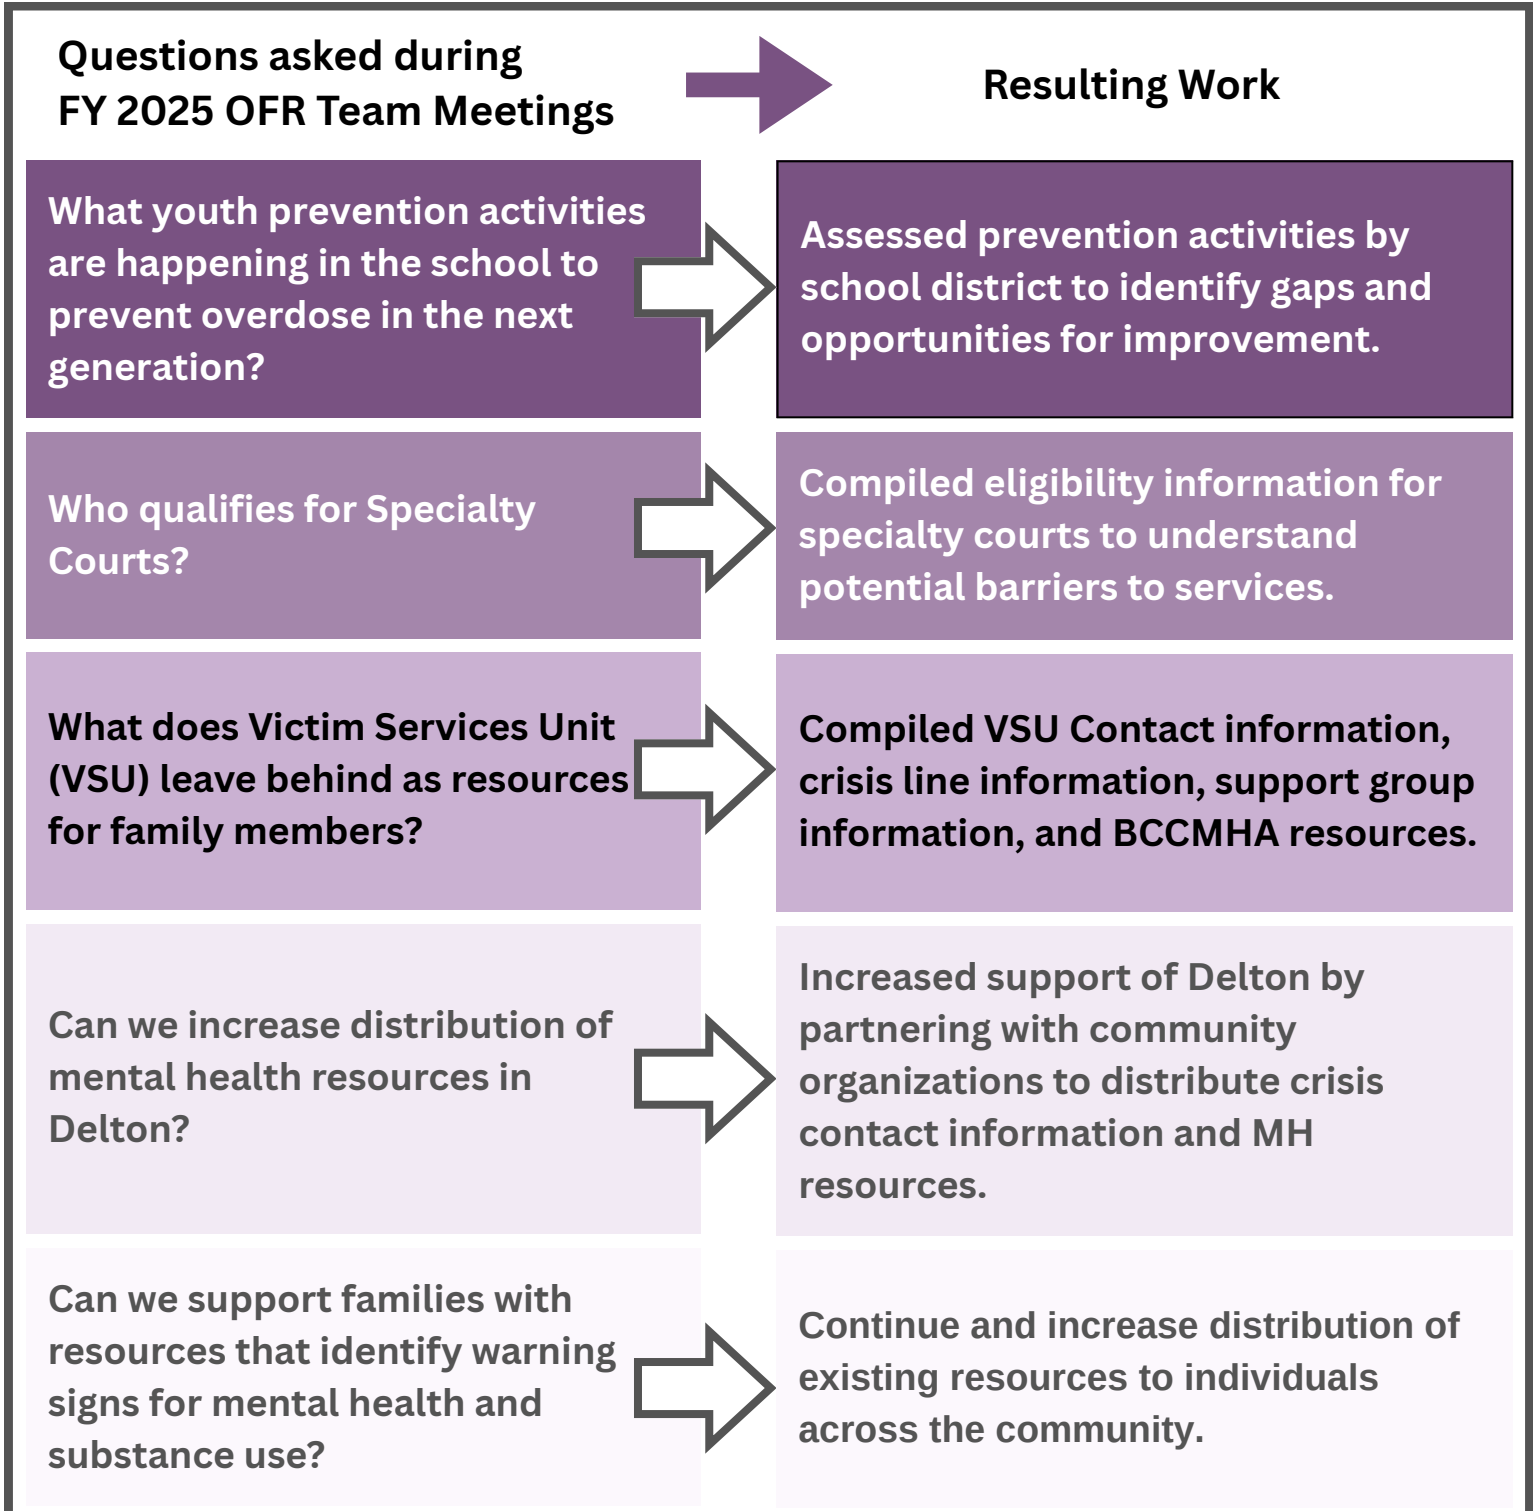 Questions asked during
FY 2025 OFR Team Meetings
Resulting Work
What youth prevention activities
are happening in the school to
prevent overdose in the next
generation?
Assessed prevention activities by
school district to identify gaps and
opportunities for improvement.
Who qualifies for Specialty
Courts?
Compiled eligibility information for
specialty courts to understand
potential barriers to services.
What does Victim Services Unit
(VSU) leave behind as resources
for family members?
Compiled VSU Contact information,
crisis line information, support group
information, and BCCMHA resources.
Can we increase distribution of
mental health resources in
Delton?
Increased support of Delton by
partnering with community
organizations to distribute crisis
contact information and MH
resources.
Can we support families with
resources that identify warning
signs for mental health and
substance use?
Continue and increase distribution of
existing resources to individuals
across the community.